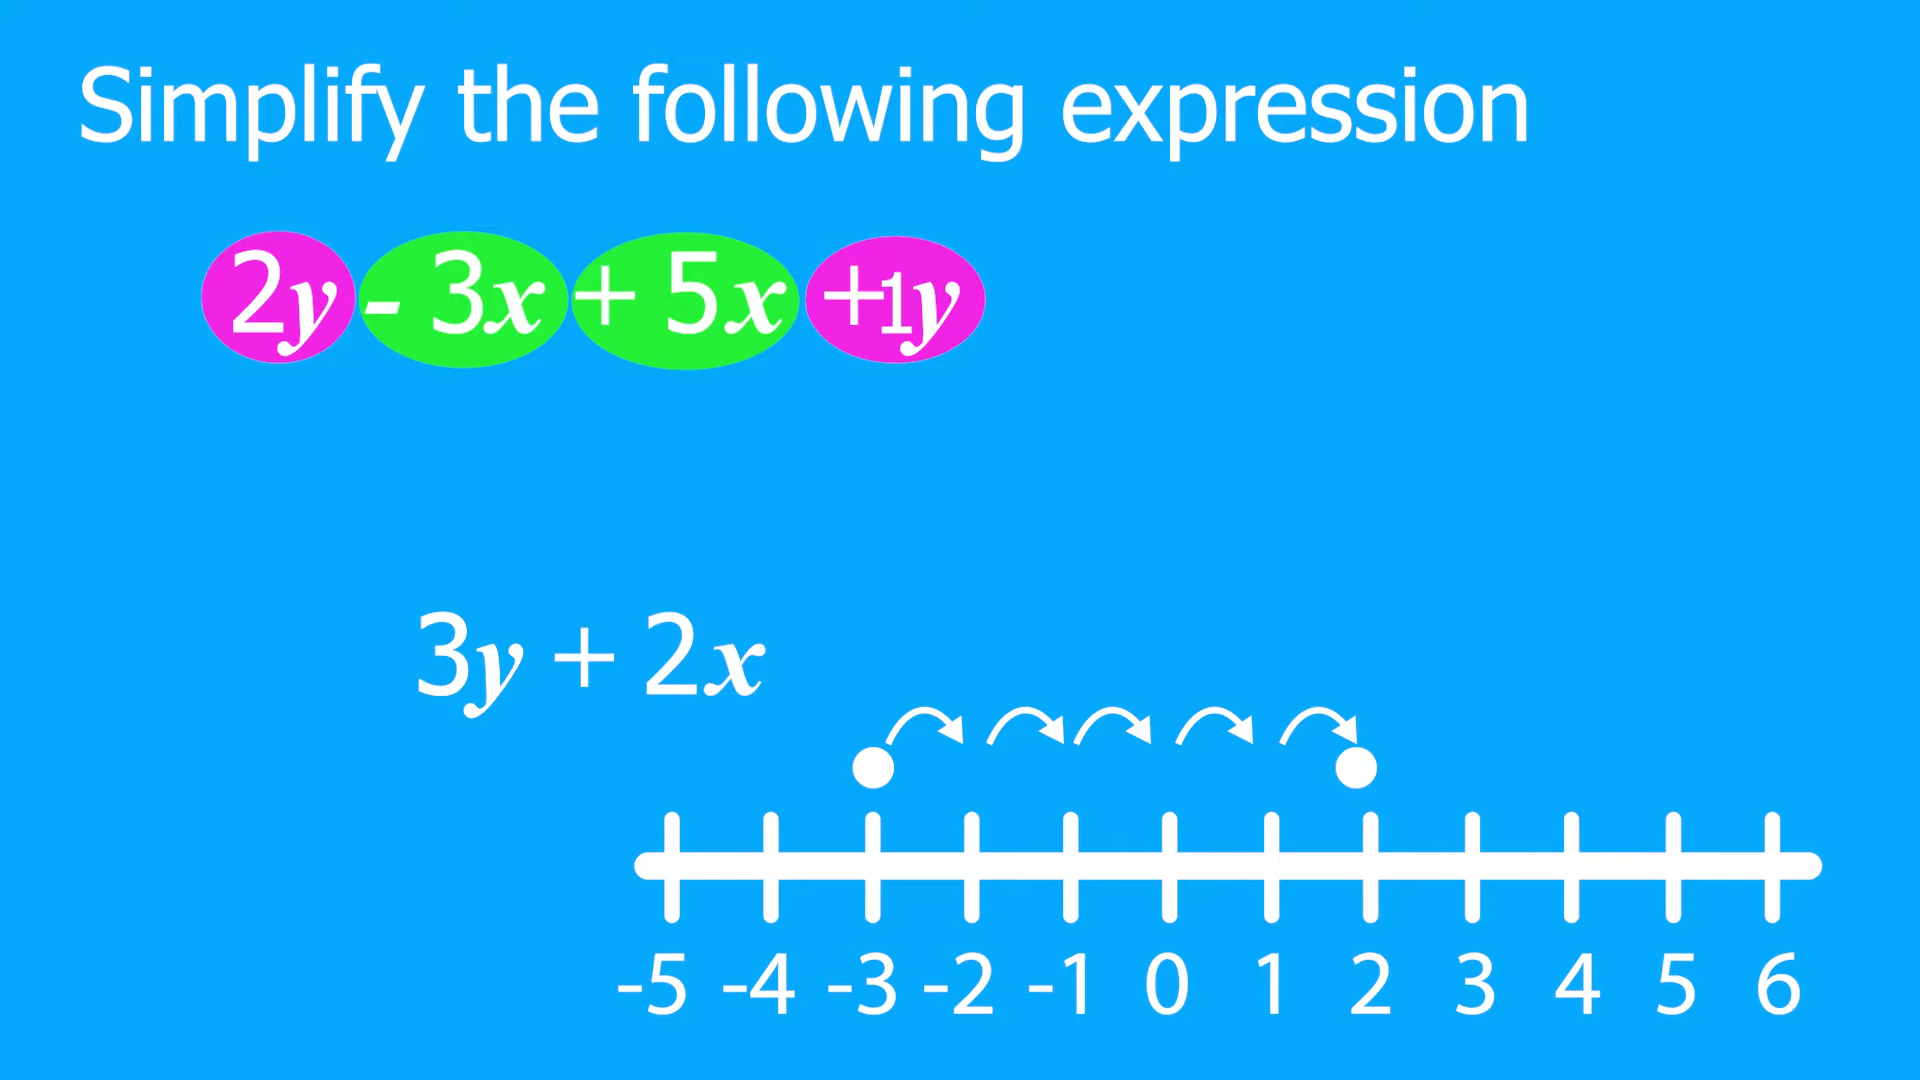 Simplify the following expression
2y - 3x + 5x +1y
3y + 2x
-5 -4 -3 -2 -1 0 1 2 3 4 5 6